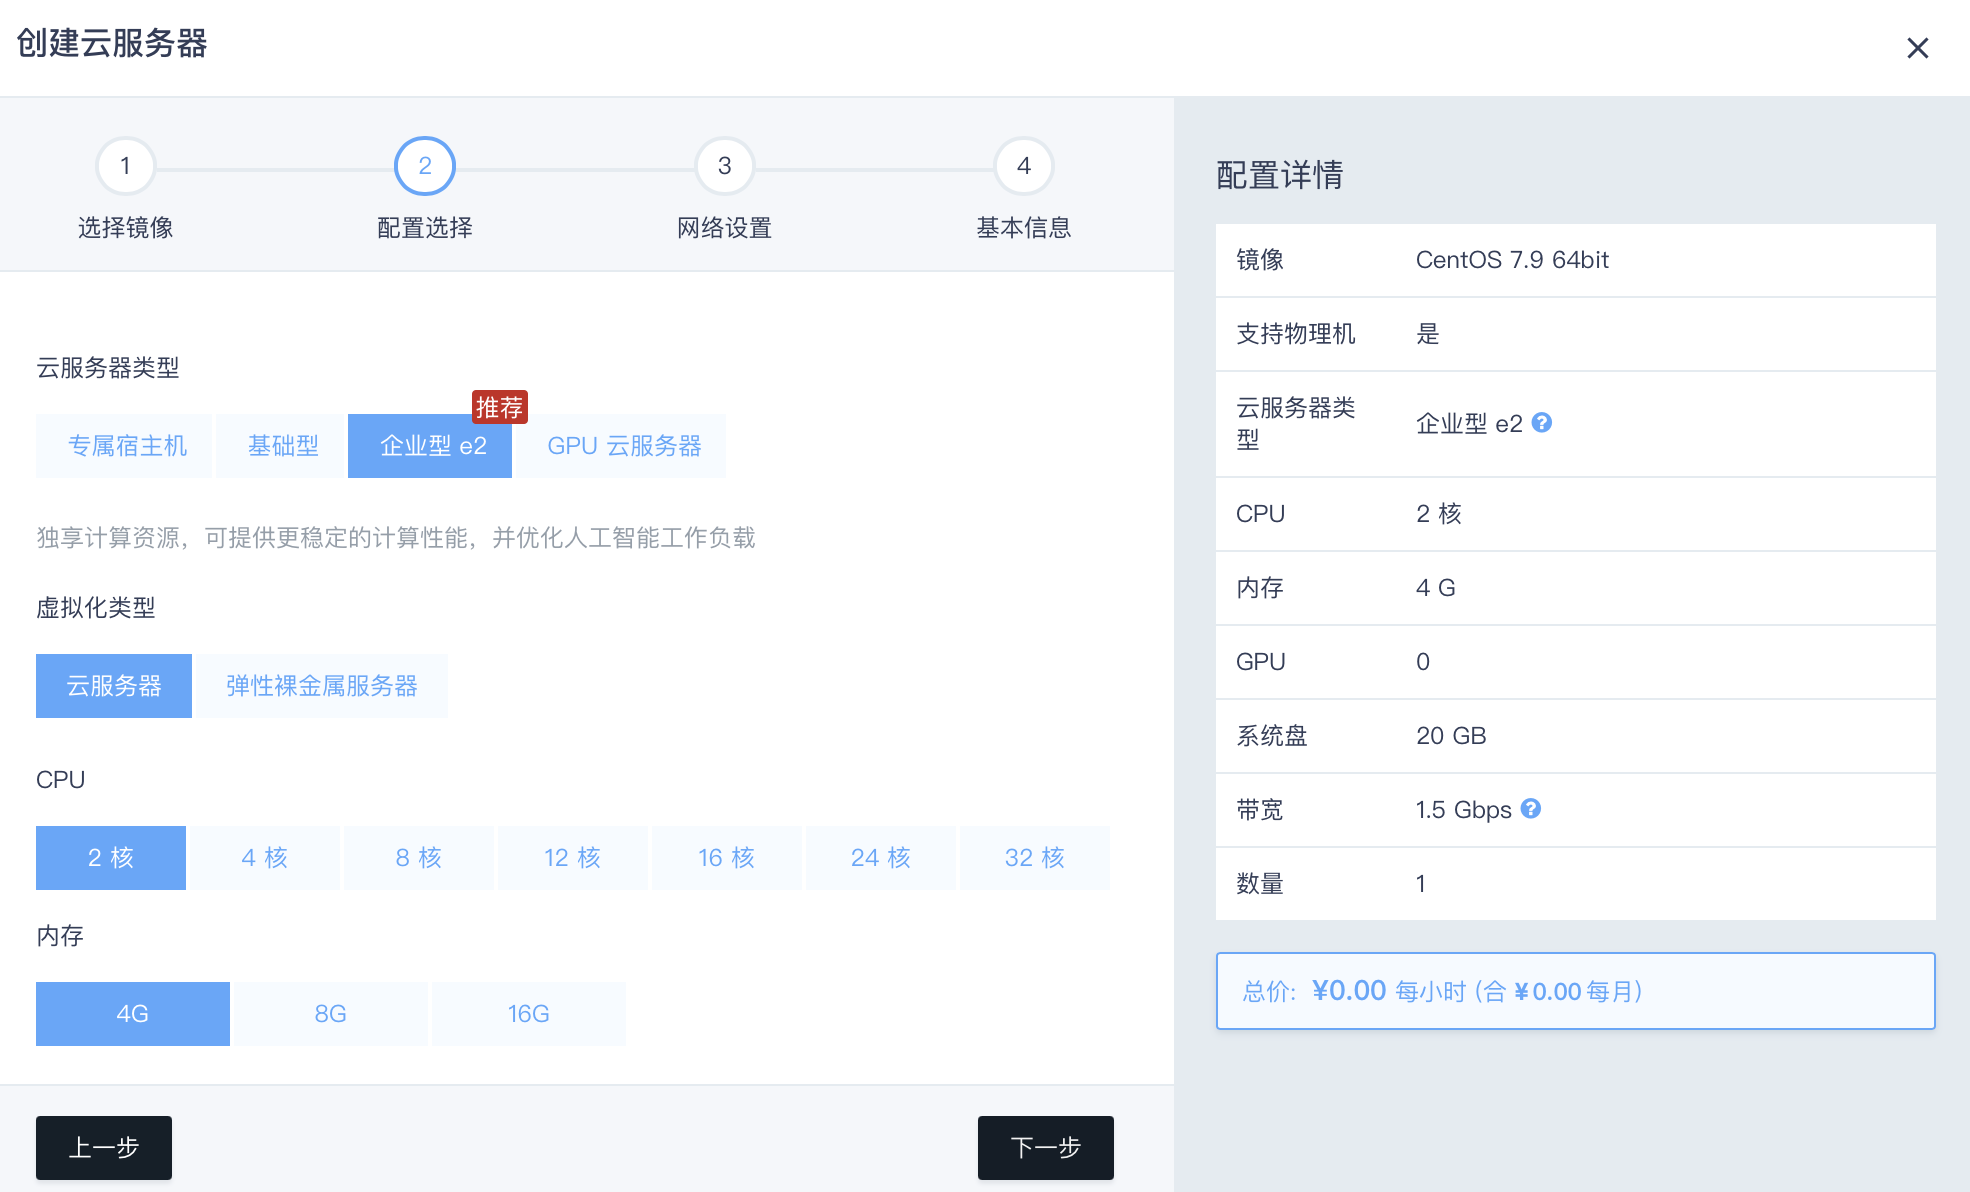 创建云服务器
1
2
3
4
选择镜像
配置选择
网络设置
基本信息
云服务器类型
推荐
专属宿主机
基础型
企业型 e2
GPU 云服务器
独享计算资源，可提供更稳定的计算性能，并优化人工智能工作负载
虚拟化类型
云服务器
弹性裸金属服务器
CPU
2 核
4 核
8 核
12 核
16 核
24 核
32 核
内存
4G
8G
16G
上一步
下一步
配置详情
镜像 CentOS 7.9 64bit
支持物理机 是
云服务器类
型
企业型 e2 ?
CPU 2 核
内存 4 G
GPU 0
系统盘 20 GB
带宽 1.5 Gbps ?
数量 1
总价: ¥0.00 每小时 (合 ¥0.00 每月)